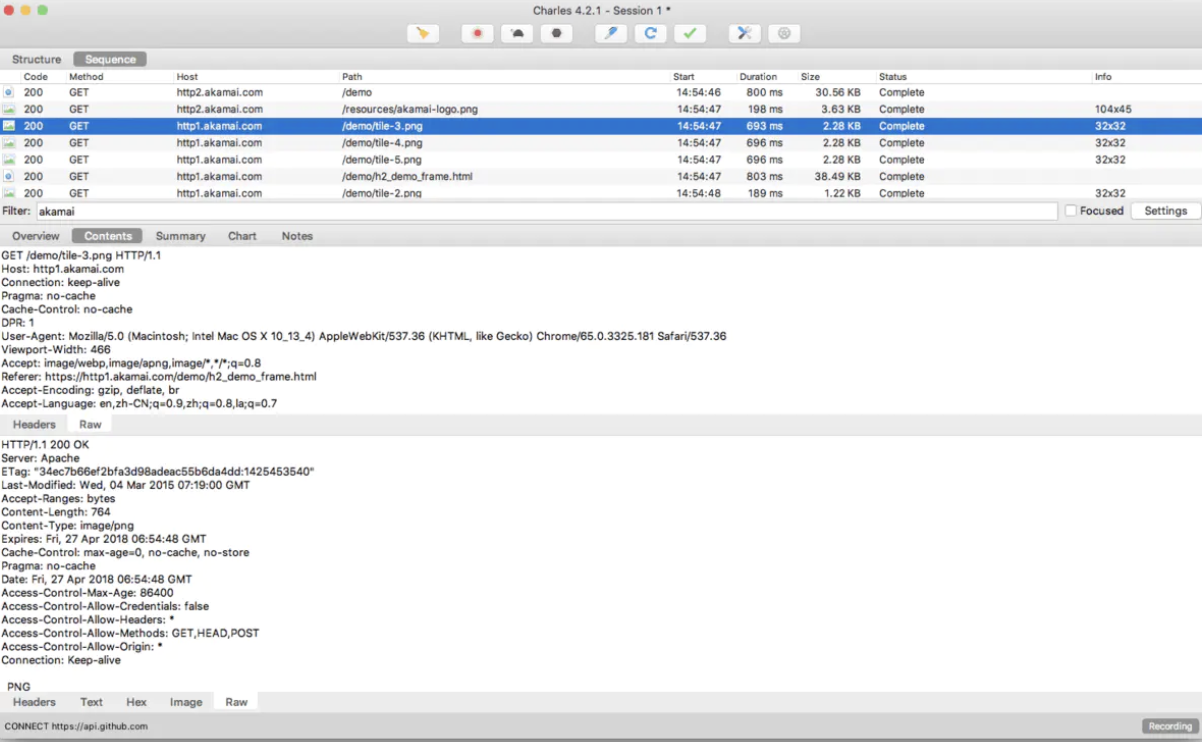 Charles 4.2.1 - Session 1 *
Structure Sequence
Code Method Host Path Start Duration Size Status Info
200 GET http2.akamai.com /demo 14:54:46 800 ms 30.56 KB Complete
200 GET http2.akamai.com /resources/akamai-logo.png 14:54:47 198 ms 3.63 KB Complete 104x45
200 GET http1.akamai.com /demo/tile-3.png 14:54:47 693 ms 2.28 KB Complete 32x32
200 GET http1.akamai.com /demo/tile-4.png 14:54:47 696 ms 2.28 KB Complete 32x32
200 GET http1.akamai.com /demo/tile-5.png 14:54:47 696 ms 2.28 KB Complete 32x32
200 GET http1.akamai.com /demo/h2_demo_frame.html 14:54:47 803 ms 38.49 KB Complete
200 GET http1.akamai.com /demo/tile-2.png 14:54:48 189 ms 1.22 KB Complete 32x32
Filter: akamai Focused Settings
Overview Contents Summary Chart Notes
GET /demo/tile-3.png HTTP/1.1
Host: http1.akamai.com
Connection: keep-alive
Pragma: no-cache
Cache-Control: no-cache
DPR: 1
User-Agent: Mozilla/5.0 (Macintosh; Intel Mac OS X 10_13_4) AppleWebKit/537.36 (KHTML, like Gecko) Chrome/65.0.3325.181 Safari/537.36
Viewport-Width: 466
Accept: image/webp,image/apng,image/*,*/*;q=0.8
Referer: https://http1.akamai.com/demo/h2_demo_frame.html
Accept-Encoding: gzip, deflate, br
Accept-Language: en,zh-CN;q=0.9,zh;q=0.8,la;q=0.7
Headers Raw
HTTP/1.1 200 OK
Server: Apache
ETag: "34ec7b66ef2bfa3d98adeac55b6da4dd:1425453540"
Last-Modified: Wed, 04 Mar 2015 07:19:00 GMT
Accept-Ranges: bytes
Content-Length: 764
Content-Type: image/png
Expires: Fri, 27 Apr 2018 06:54:48 GMT
Cache-Control: max-age=0, no-cache, no-store
Pragma: no-cache
Date: Fri, 27 Apr 2018 06:54:48 GMT
Access-Control-Max-Age: 86400
Access-Control-Allow-Credentials: false
Access-Control-Allow-Headers: *
Access-Control-Allow-Methods: GET,HEAD,POST
Access-Control-Allow-Origin: *
Connection: Keep-alive
PNG
Headers Text Hex Image Raw
CONNECT https://api.github.com Recording